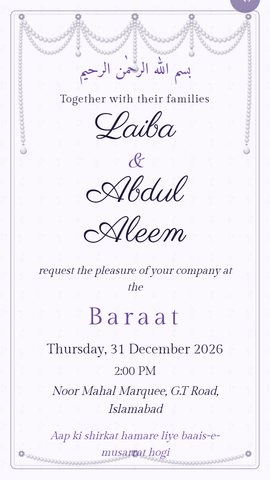 بسم الله الرحمٰن الرحيم
Together with their families
Laiba
&
Abdul
Aleem
request the pleasure of your company at
the
Baraat
Thursday, 31 December 2026
2:00 PM
Noor Mahal Marquee, G.T Road,
Islamabad
Aap ki shirkat hamare liye baais-e-
musarrat hogi